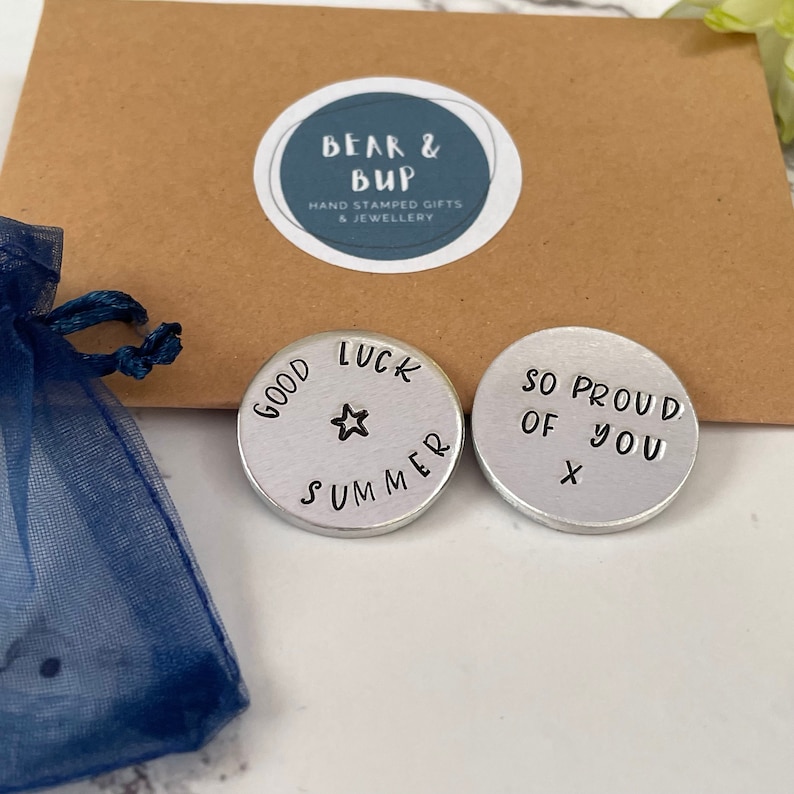 BEAR &
BUP
HAND STAMPED GIFTS
& JEWELLERY
GOOD LUCK
SUMMER
SO PROUD
OF YOU
X